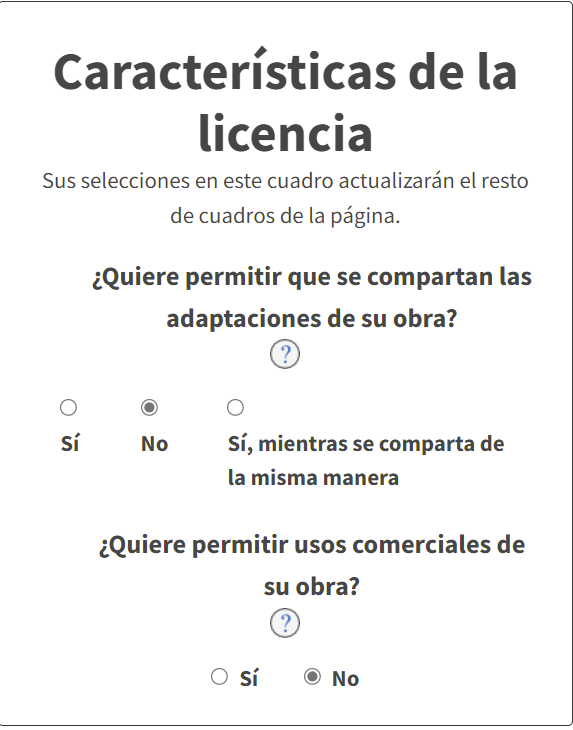 Características de la
licencia
Sus selecciones en este cuadro actualizarán el resto
de cuadros de la página.
¿Quiere permitir que se compartan las
adaptaciones de su obra?
?
Sí No Sí, mientras se comparta de
la misma manera
¿Quiere permitir usos comerciales de
su obra?
?
Sí No